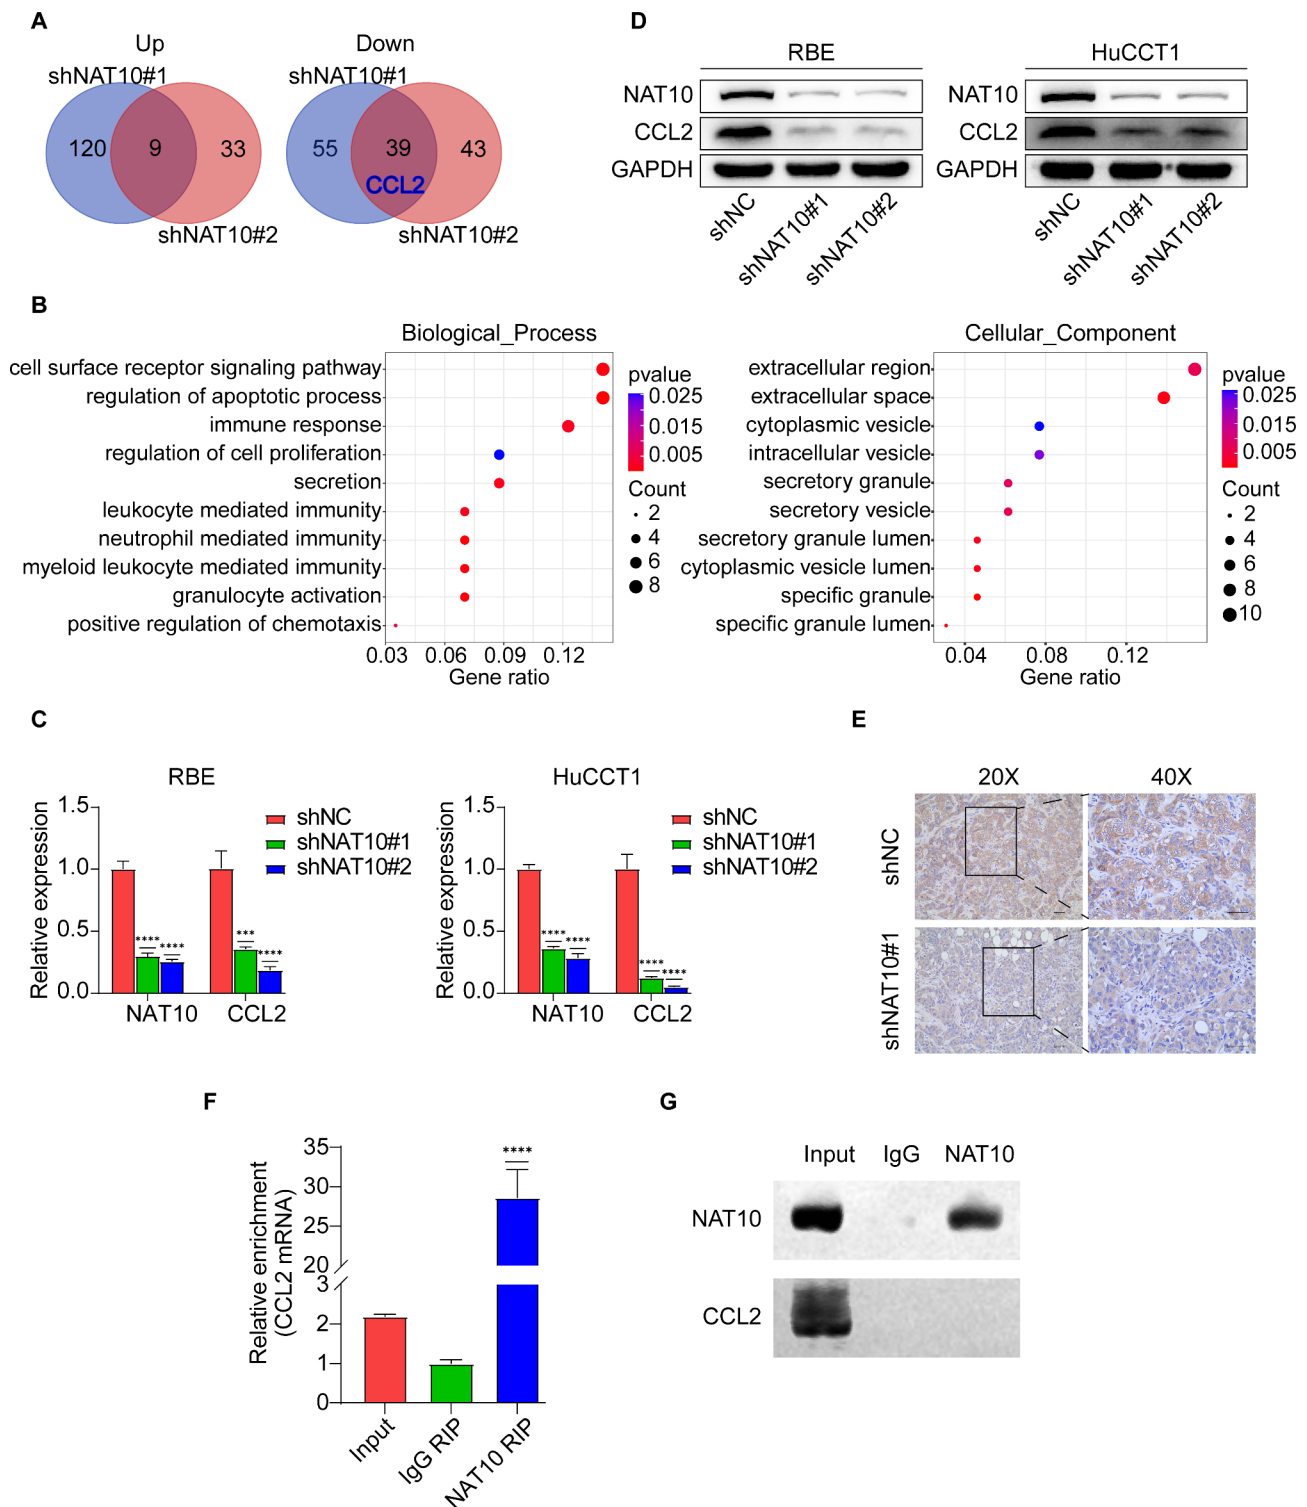 A
Up
Down
shNAT10#1
shNAT10#1
120
9
33
55
39
43
CCL2
shNAT10#2
shNAT10#2
D
RBE
HuCCT1
NAT10
CCL2
GAPDH
NAT10
CCL2
GAPDH
shNC
shNAT10#1
shNAT10#2
shNC
shNAT10#1
shNAT10#2
B
Biological_Process
cell surface receptor signaling pathway
regulation of apoptotic process
immune response
regulation of cell proliferation
secretion
leukocyte mediated immunity
neutrophil mediated immunity
myeloid leukocyte mediated immunity
granulocyte activation
positive regulation of chemotaxis
0.03 0.06 0.09 0.12
Gene ratio
pvalue
0.025
0.015
0.005
Count
2
4
6
8
Cellular_Component
extracellular region
extracellular space
cytoplasmic vesicle
intracellular vesicle
secretory granule
secretory vesicle
secretory granule lumen
cytoplasmic vesicle lumen
specific granule
specific granule lumen
0.04 0.08 0.12
Gene ratio
pvalue
0.025
0.015
0.005
Count
2
4
6
8
10
C
RBE
Relative expression
1.5
1.0
0.5
0.0
**** **** *** ****
NAT10 CCL2
shNC
shNAT10#1
shNAT10#2
HuCCT1
Relative expression
1.5
1.0
0.5
0.0
**** **** **** ****
NAT10 CCL2
shNC
shNAT10#1
shNAT10#2
E
20X 40X
shNC
shNAT10#1
F
Relative enrichment
(CCL2 mRNA)
35
30
25
20
3
2
1
0
****
Input
IgG RIP
NAT10 RIP
G
Input IgG NAT10
NAT10
CCL2